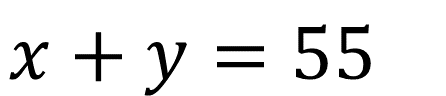 x + y = 55